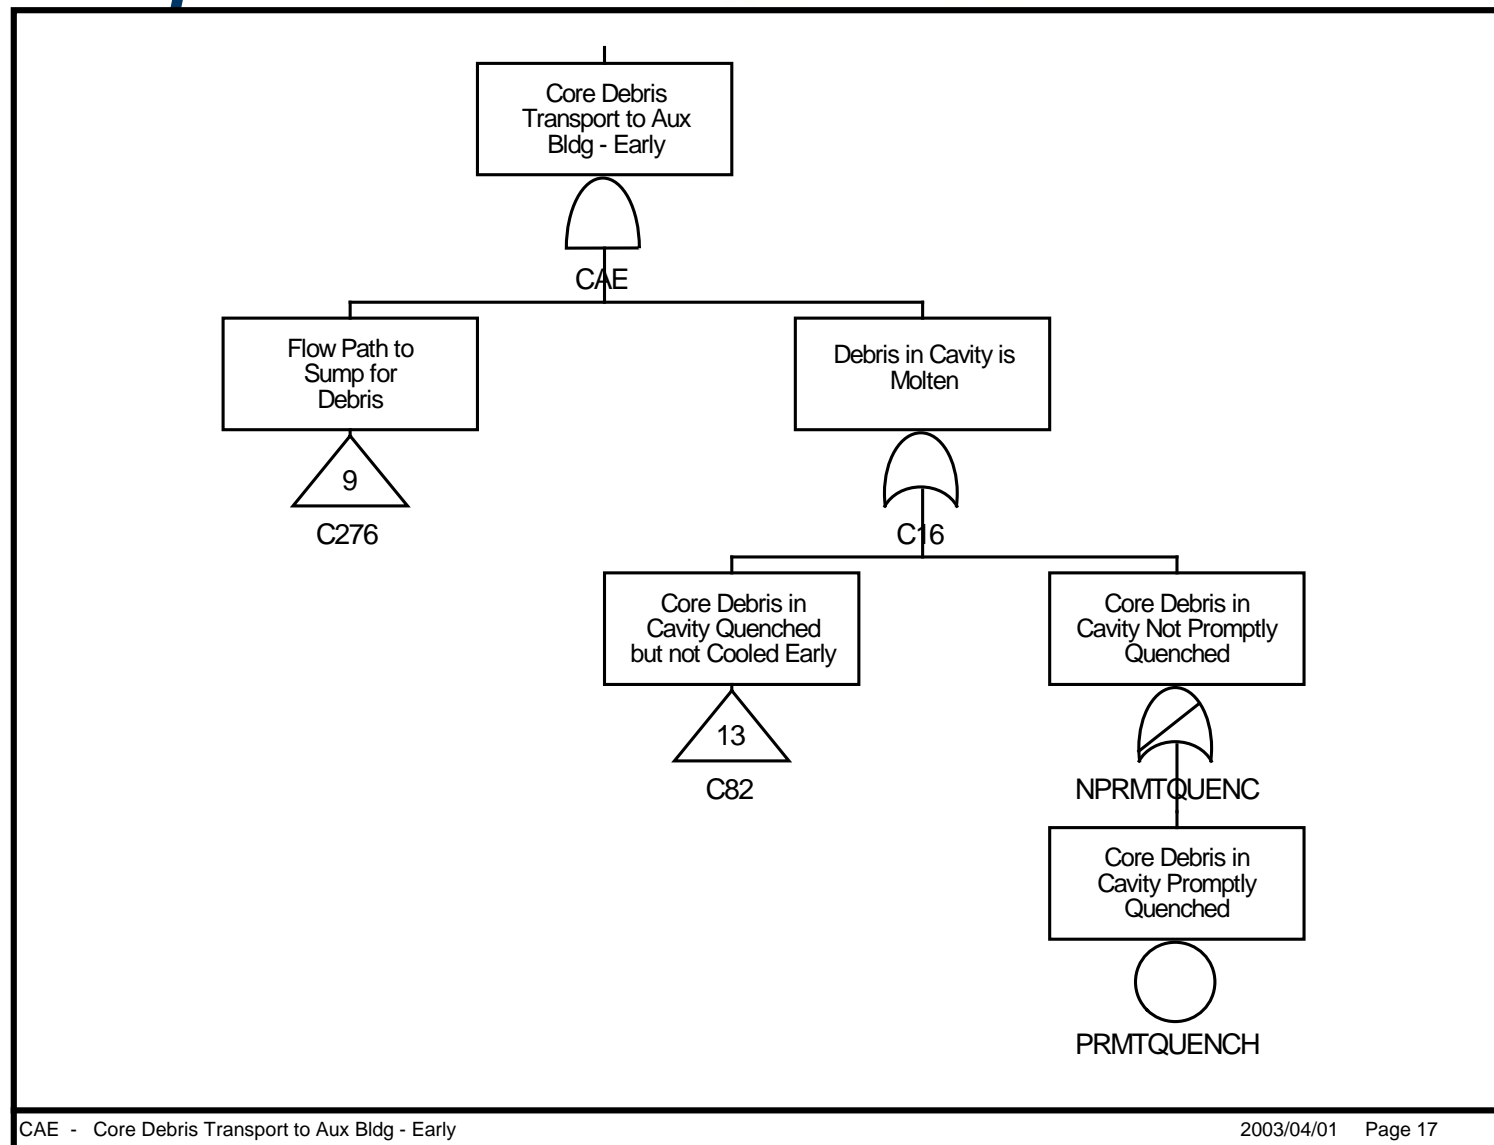 Core Debris
Transport to Aux
Bldg - Early
CAE
Flow Path to
Sump for
Debris
9
C276
Debris in Cavity is
Molten
C16
Core Debris in
Cavity Quenched
but not Cooled Early
13
C82
Core Debris in
Cavity Not Promptly
Quenched
NPRMTQUENC
Core Debris in
Cavity Promptly
Quenched
PRMTQUENCH
CAE - Core Debris Transport to Aux Bldg - Early
2003/04/01 Page 17